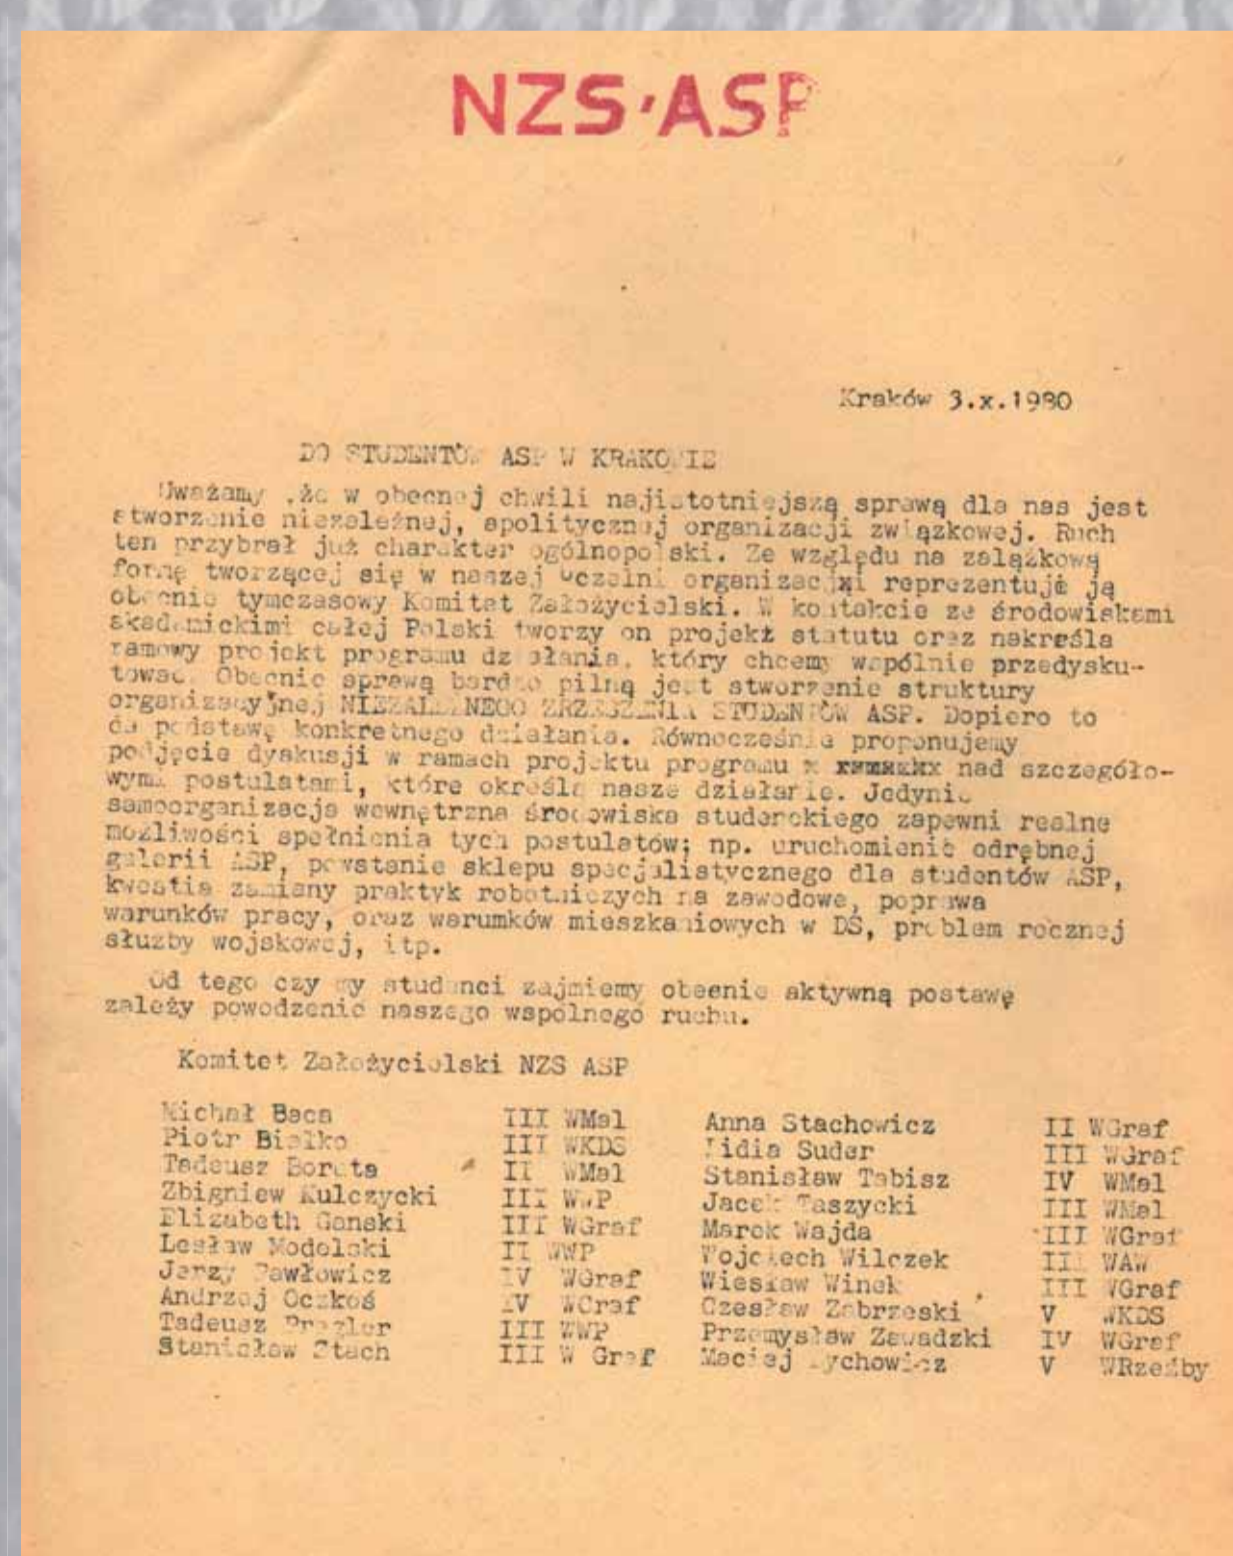 NZS ASP
Kraków 3.x.1980
DO STUDENTÓW ASP W KRAKOWIE
Uważamy ,że w obecnej chwili najistotniejszą sprawą dla nas jest
stworzenie niezależnej, apolitycznej organizacji związkowej. Ruch
ten przybrał już charakter ogólnopolski. Ze względu na zalążkową
formę tworzącej się w naszej uczelni organizacji reprezentuje ją
obecnie tymczasowy Komitet Założycielski. W kontakcie ze środowiskami
akademickimi całej Polski tworzy on projekt statutu oraz nakreśla
ramowy projekt programu działania, który chcemy wspólnie przedysku-
tować. Obecnie sprawą bardzo pilną jest stworzenie struktury
organizacyjnej NIEZALEŻNEGO ZRZESZENIA STUDENTÓW ASP. Dopiero to
da podstawę konkretnego działania. Równocześnie proponujemy
podjęcie dyskusji w ramach projektu programu nad szczegóło-
wymi postulatami, które określą nasze działanie. Jedynie
samoorganizacja wewnętrzna środowiska studenckiego zapewni realne
możliwości spełnienia tych postulatów; np. uruchomienie odrębnej
galerii ASP, powstanie sklepu specjalistycznego dla studentów ASP,
kwestia zamiany praktyk robotniczych na zawodowe, poprawa
warunków pracy, oraz warumków mieszkaniowych w DS, problem rocznej
służby wojskowej, itp.
Od tego czy my studenci zajmiemy obecnie aktywną postawę
zależy powodzenie naszego wspólnego ruchu.
Komitet Założycielski NZS ASP
Michał Baca III WMal Anna Stachowicz II WGraf
Piotr Bialko III WKDS Lidia Suder III WGraf
Tadeusz Boruta II WMal Stanisław Tabisz IV WMal
Zbigniew Kulczycki III WWP Jacek Taszycki III WMal
Elizabeth Ganski III WGraf Marek Wajda III WGraf
Lesław Modelski II WWP Wojciech Wilczek III WAW
Jerzy Pawłowicz IV WGraf Wiesław Winek III WGraf
Andrzej Oczkoś IV WGraf Czesław Zabrzeski V WKDS
Tadeusz III WWP Przemysław Zawadzki IV WGraf
Stanisław Stach III W Graf Maciej V WRzeźby